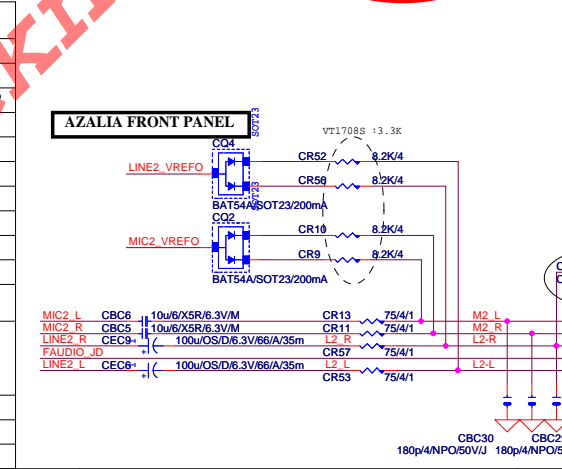 AZALIA FRONT PANEL
SOT23
VT1708S :3.3K
CQ4
CR52 8.2K/4
LINE2_VREFO
CR56 8.2K/4
SOT23
BAT54A/SOT23/200mA
CQ2
CR10 8.2K/4
MIC2_VREFO
CR9 8.2K/4
BAT54A/SOT23/200mA
MIC2_L CBC6 10u/6/X5R/6.3V/M CR13 75/4/1 M2_L
MIC2_R CBC5 10u/6/X5R/6.3V/M CR11 75/4/1 M2_R
LINE2_R CEC9 100u/OS/D/6.3V/66/A/35m L2_R 75/4/1 L2-R
FAUDIO_JD CR57
LINE2_L CEC6 100u/OS/D/6.3V/66/A/35m L2_L L2-L
CR53 75/4/1
CBC30
180p/4/NPO/50V/J 180p/4/NPO/5